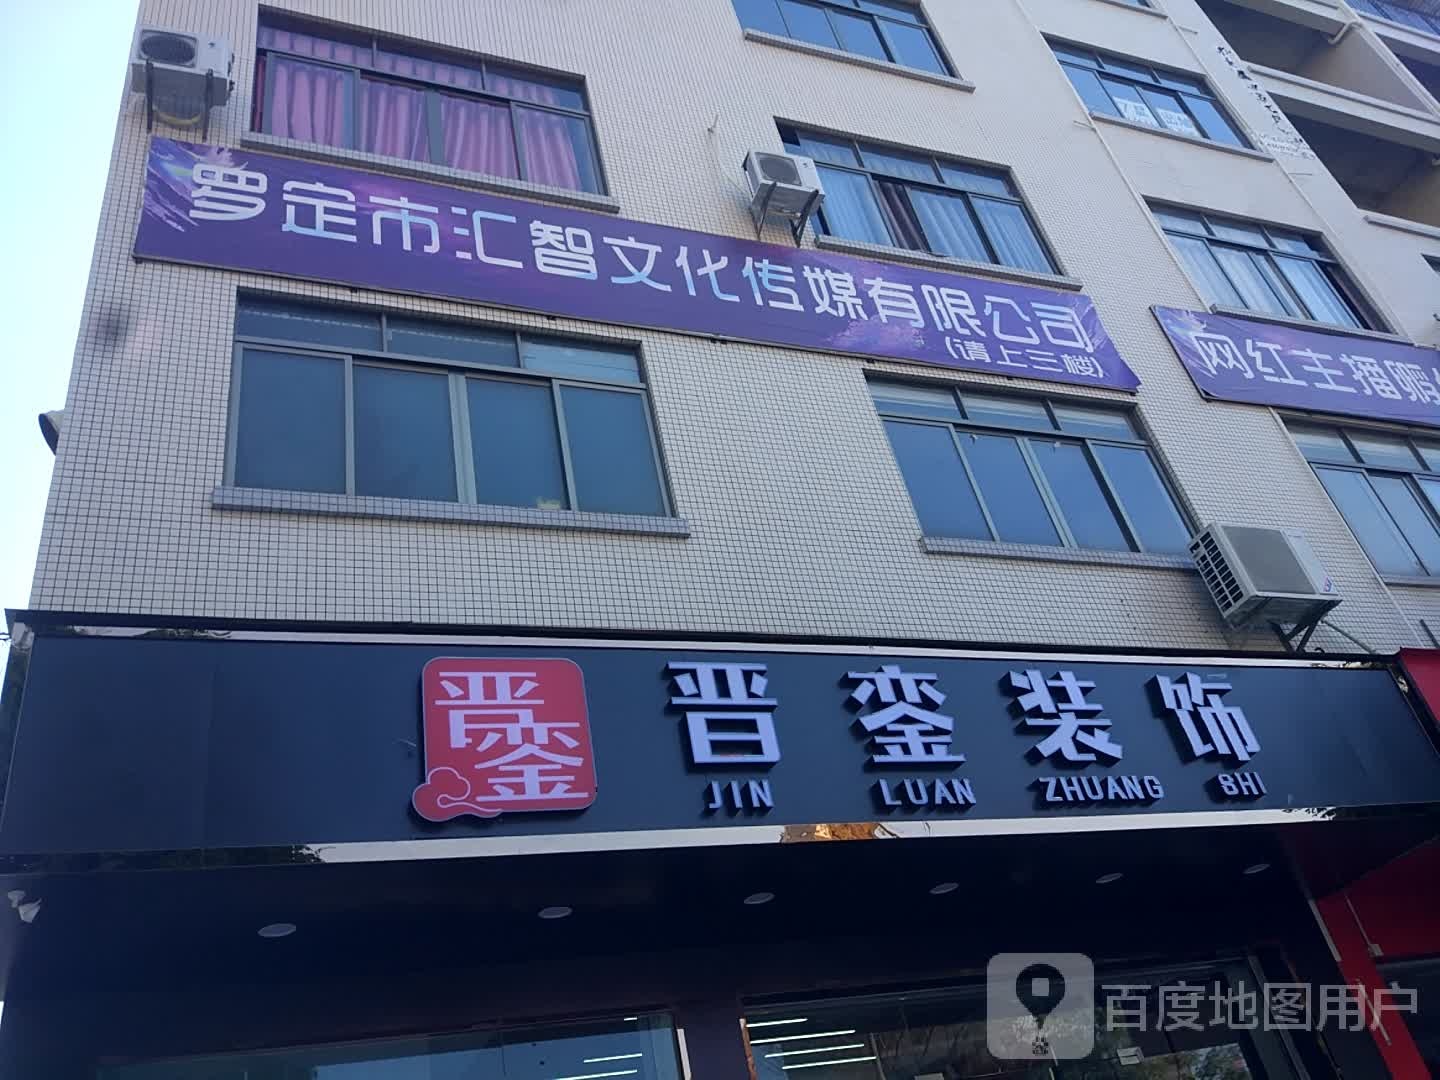 罗定市汇智文化传媒有限公司
(请上三楼)
网红主播孵
晋銮
晋銮装饰
JIN LUAN ZHUANG SHI
百度地图用户